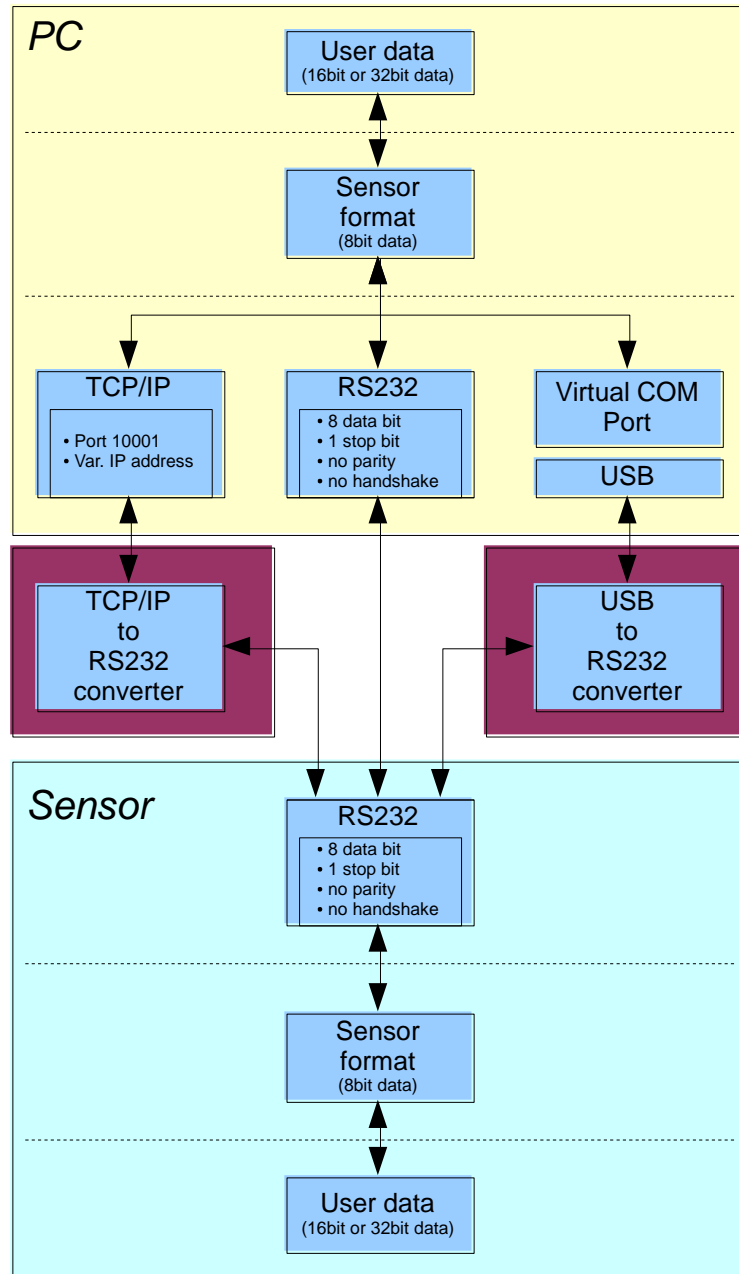 PC
User data
(16bit or 32bit data)
Sensor
format
(8bit data)
TCP/IP
• Port 10001
• Var. IP address
RS232
• 8 data bit
• 1 stop bit
• no parity
• no handshake
Virtual COM
Port
USB
TCP/IP
to
RS232
converter
USB
to
RS232
converter
Sensor
RS232
• 8 data bit
• 1 stop bit
• no parity
• no handshake
Sensor
format
(8bit data)
User data
(16bit or 32bit data)